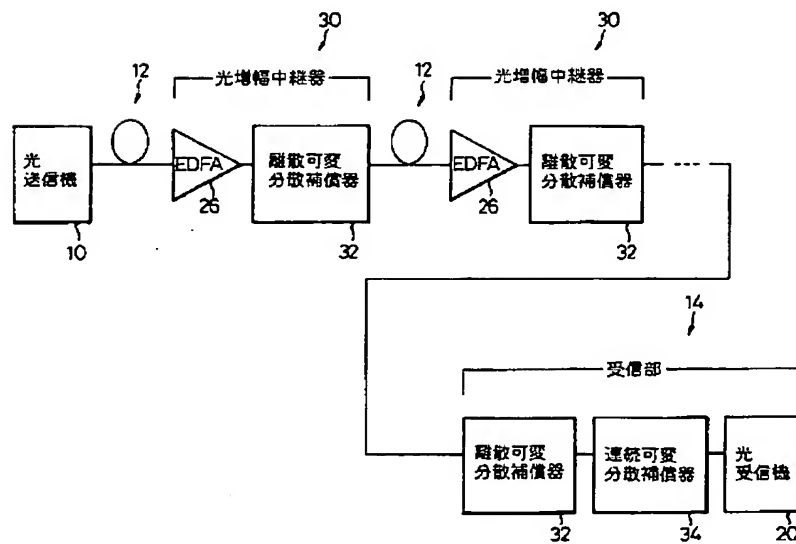 30
30
12
光増幅中継器
12
光増幅中継器
光
送信機
EDFA
離散可変
分散補償器
EDFA
離散可変
分散補償器
26
26
10
32
32
14
受信部
離散可変
分散補償器
連続可変
分散補償器
光
受信機
32
34
20